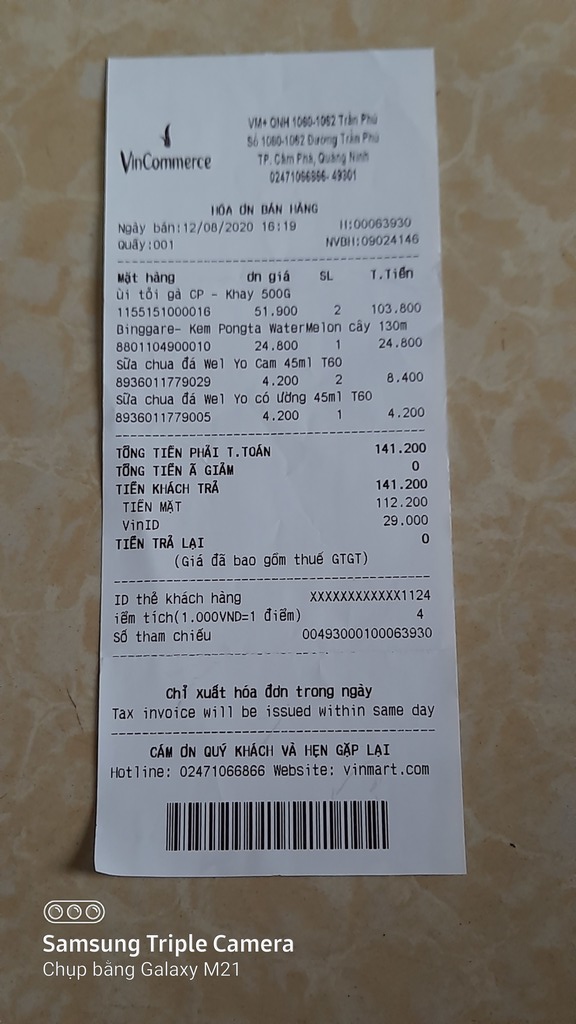 VinCommerce
VM+ QNH 1060-1062 Trần Phú
Số 1060-1062 Đường Trần Phú
TP. Cẩm Phả, Quảng Ninh
02471066866- 49301
HÓA ƠN BÁN HÀNG
Ngày bán:12/08/2020 16:19 H:00063930
Quầy:001 NVBH:09024146
Mặt hàng ơn giá SL T.Tiền
ùi tỏi gà CP - Khay 500G
1155151000016 51.900 2 103.800
Binggare- Kem Pongta WaterMelon cây 130m
8801104900010 24.800 1 24.800
Sữa chua đá Wel Yo Cam 45ml T60
8936011779029 4.200 2 8.400
Sữa chua đá Wel Yo có ường 45ml T60
8936011779005 4.200 1 4.200
TỔNG TIỀN PHẢI T.TOÁN 141.200
TỔNG TIỀN Ã GIẢM 0
TIỀN KHÁCH TRẢ 141.200
TIỀN MẶT 112.200
VinID 29.000
TIỀN TRẢ LẠI 0
(Giá đã bao gồm thuế GTGT)
ID thẻ khách hàng XXXXXXXXXXXX1124
iểm tích(1.000VND=1 điểm) 4
Số tham chiếu 00493000100063930
Chỉ xuất hóa đơn trong ngày
Tax invoice will be issued within same day
CÁM ƠN QUÝ KHÁCH VÀ HẸN GẶP LẠI
Hotline: 02471066866 Website: vinmart.com
Samsung Triple Camera
Chụp bằng Galaxy M21